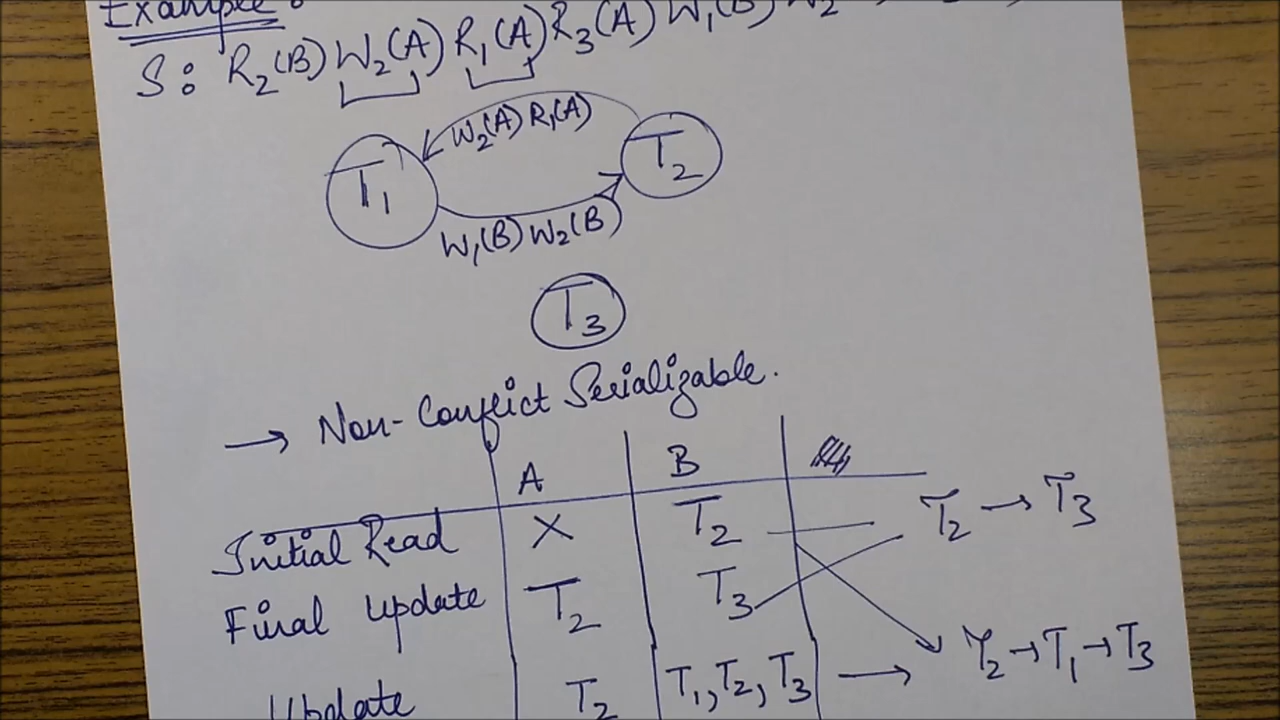 Example:
S: R2(B) W2(A) R1(A) R3(A) W1(B) W2
W2(A) R1(A)
T1 T2
W1(B) W2(B)
T3
→ Non-Conflict Serializable.
A B
Initial Read X T2 T2 → T3
Final Update T2 T3
Update T2 T1, T2, T3 → T2 → T1 → T3